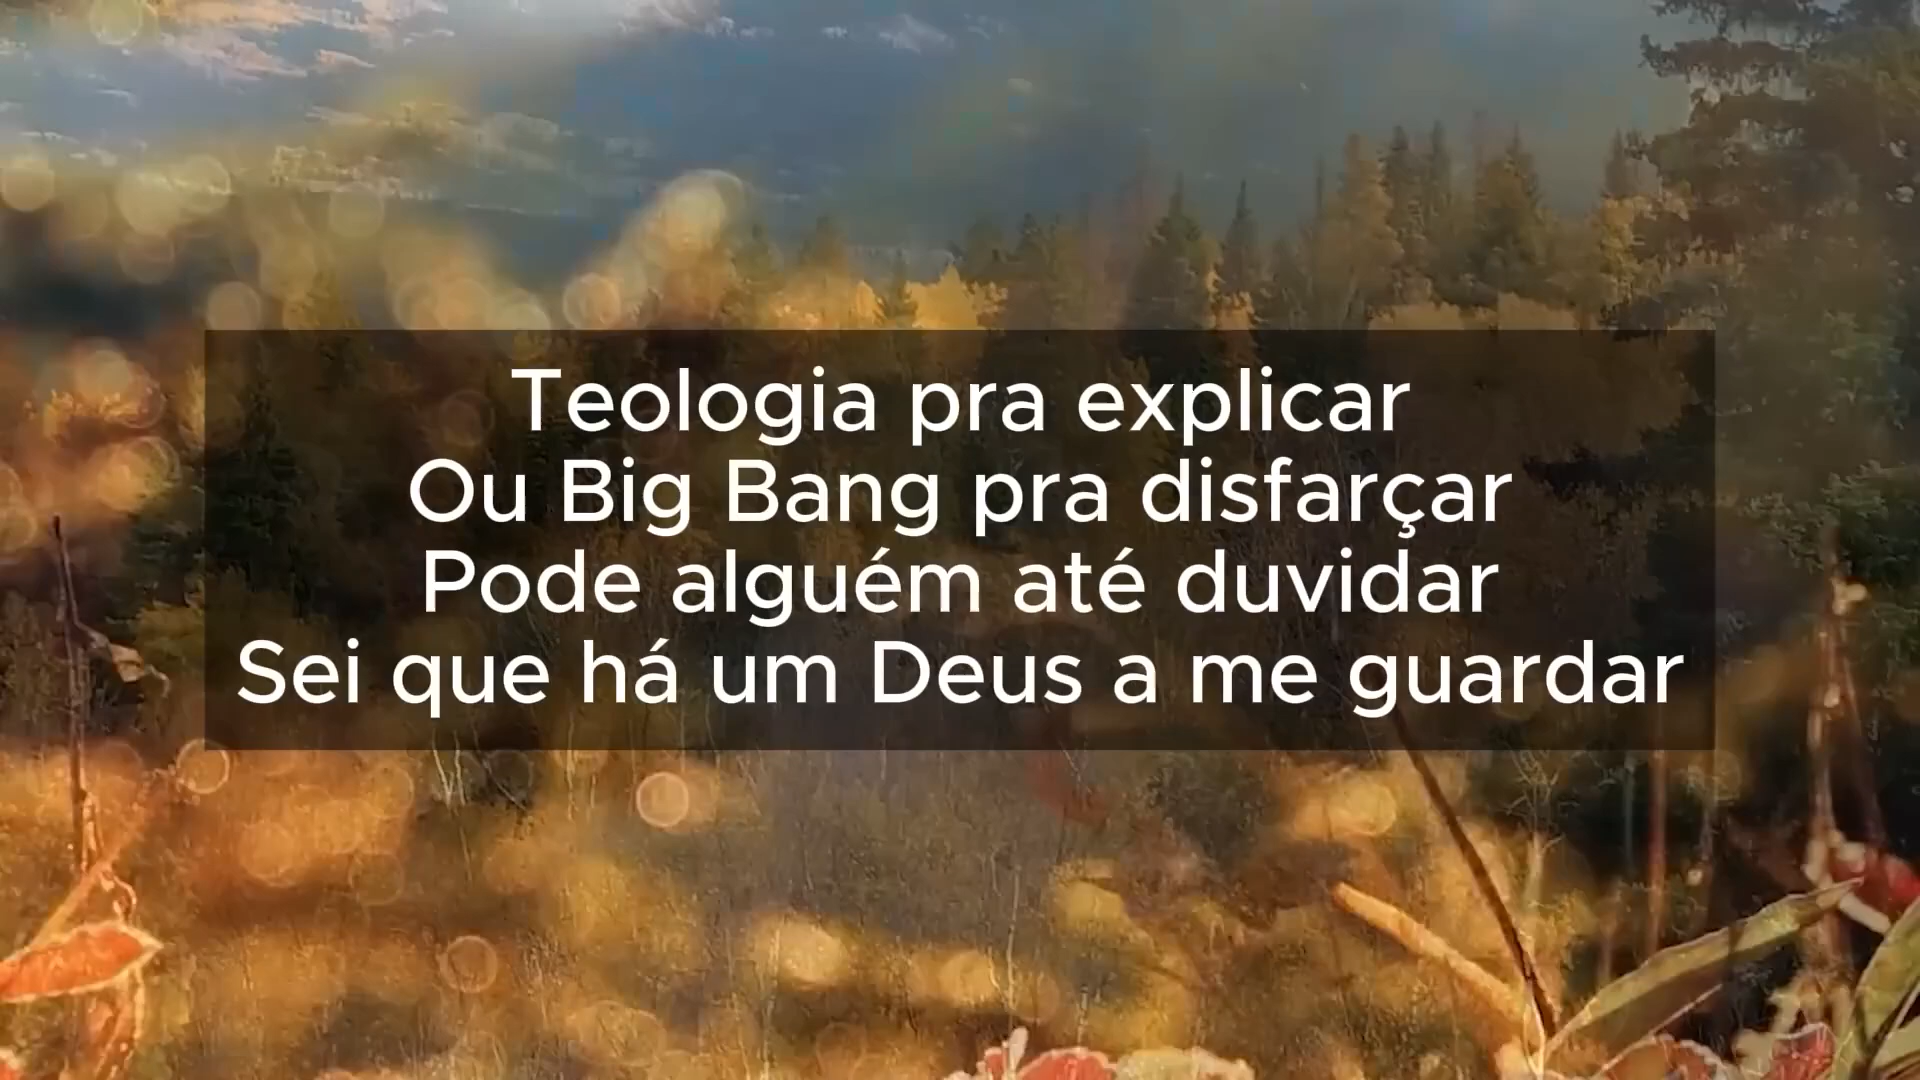 Teologia pra explicar
Ou Big Bang pra disfarçar
Pode alguém até duvidar
Sei que há um Deus a me guardar